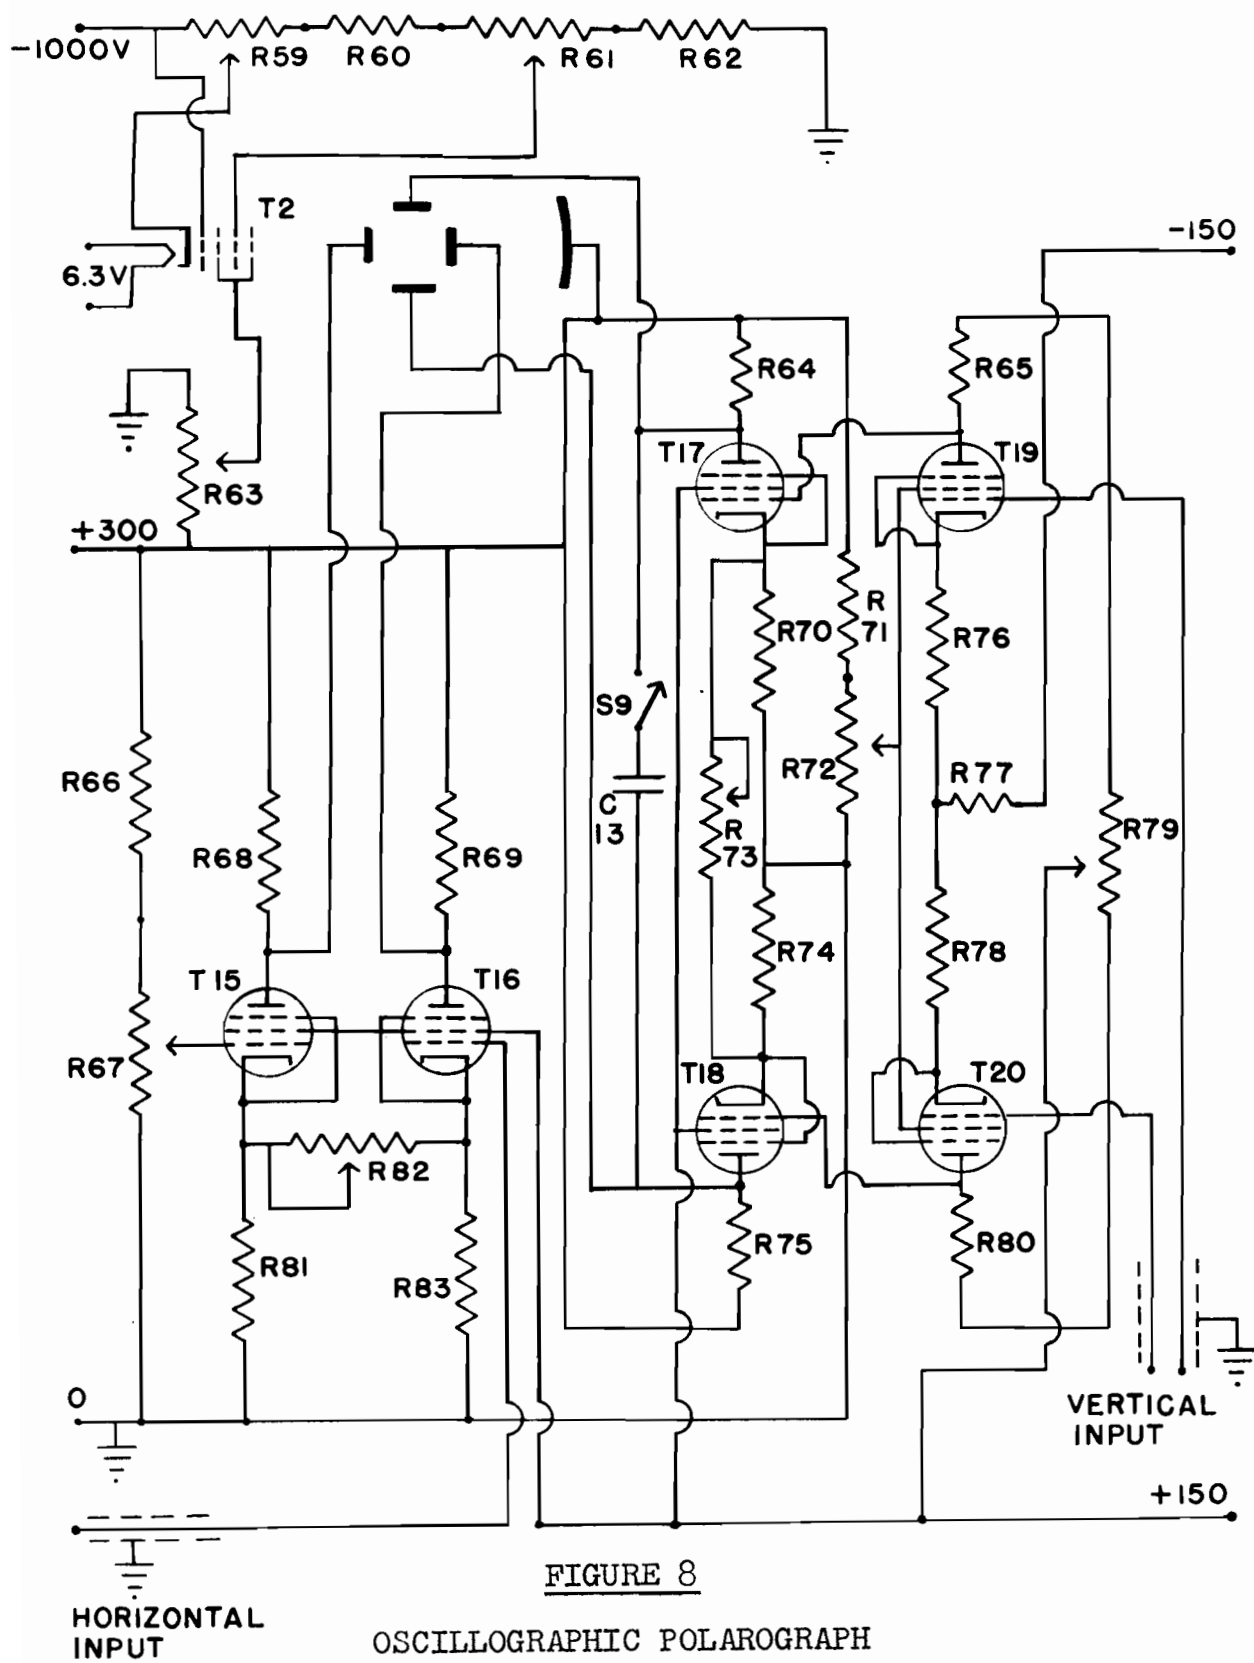 -1000V
R59
R60
R61
R62
T2
-150
6.3V
R64
R65
T17
T19
R63
+300
R70
R
71
R76
S9
R66
R72
R77
C
13
R
73
R79
R68
R69
R74
R78
T15
T16
R67
T18
T20
R82
R81
R83
R75
R80
0
VERTICAL
INPUT
+150
FIGURE 8
HORIZONTAL
INPUT
OSCILLOGRAPHIC POLAROGRAPH